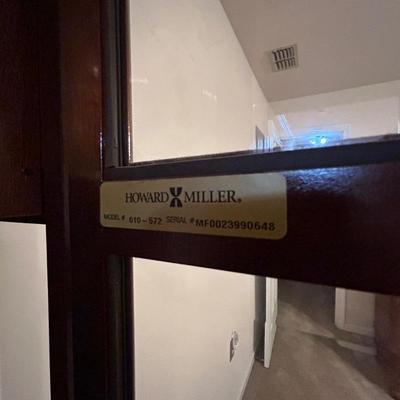 HOWARD MILLER®
MODEL # 610-572 SERIAL # MF0023990648